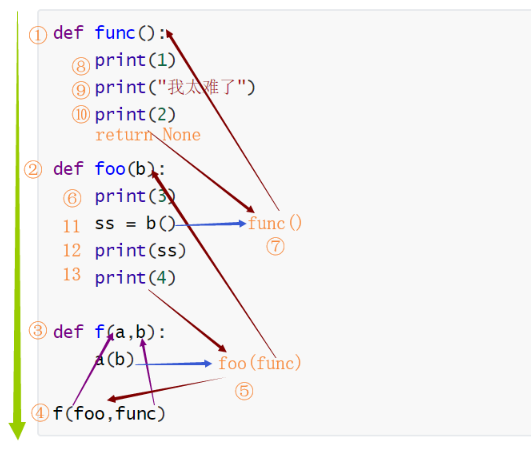 ① def func():
⑧ print(1)
⑨ print("我太难了")
⑩ print(2)
return None
② def foo(b):
⑥ print(3)
11 ss = b() func()
⑦
12 print(ss)
13 print(4)
③ def f(a,b):
a(b) foo(func)
⑤
④ f(foo,func)